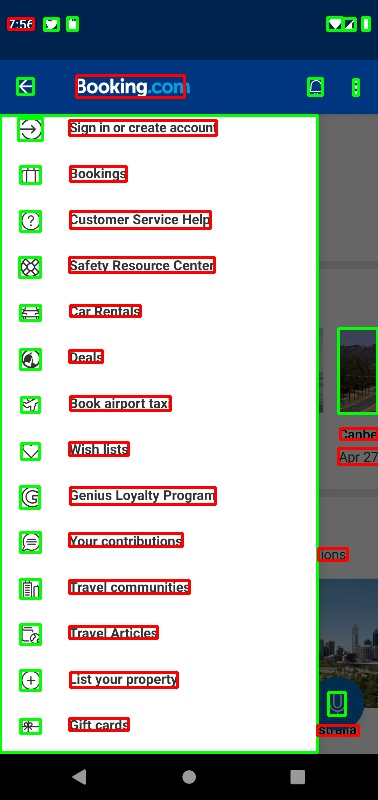 7:56
Booking.com
Sign in or create account
Bookings
Customer Service Help
Safety Resource Center
Car Rentals
Deals
Book airport tax
Wish lists
Genius Loyalty Program
Your contributions
Travel communities
Travel Articles
List your property
Gift cards
Canbe
Apr 27
ions
stralia